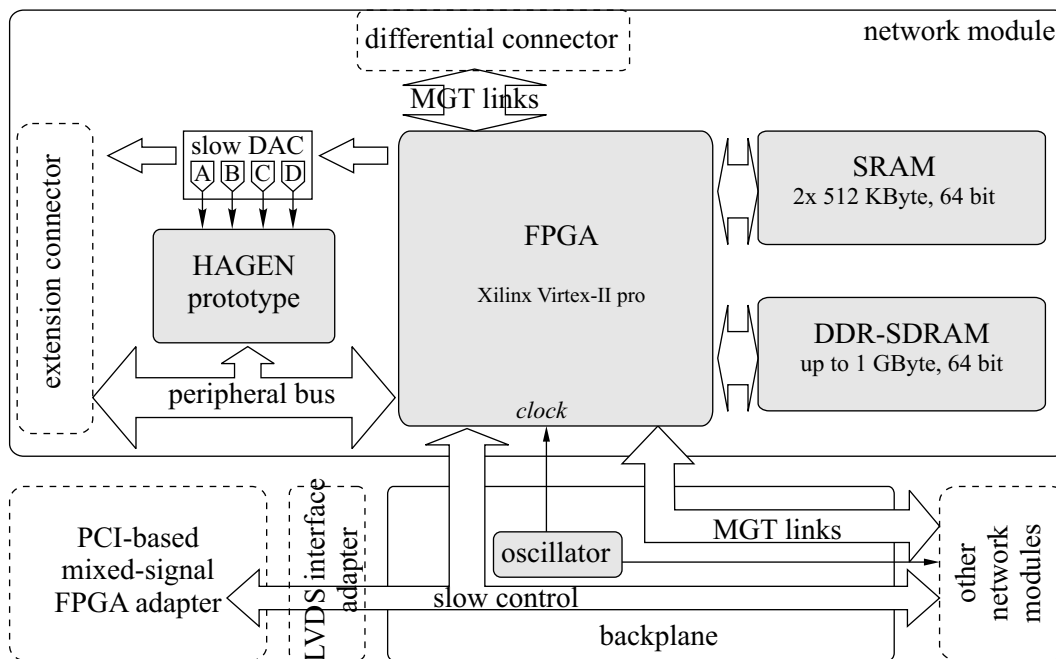 differential connector
network module
MGT links
slow DAC
A B C D
extension connector
HAGEN
prototype
FPGA
Xilinx Virtex-II pro
SRAM
2x 512 KByte, 64 bit
DDR-SDRAM
up to 1 GByte, 64 bit
peripheral bus
clock
PCI-based
mixed-signal
FPGA adapter
LVDS interface
adapter
oscillator
MGT links
slow control
backplane
other
network
modules